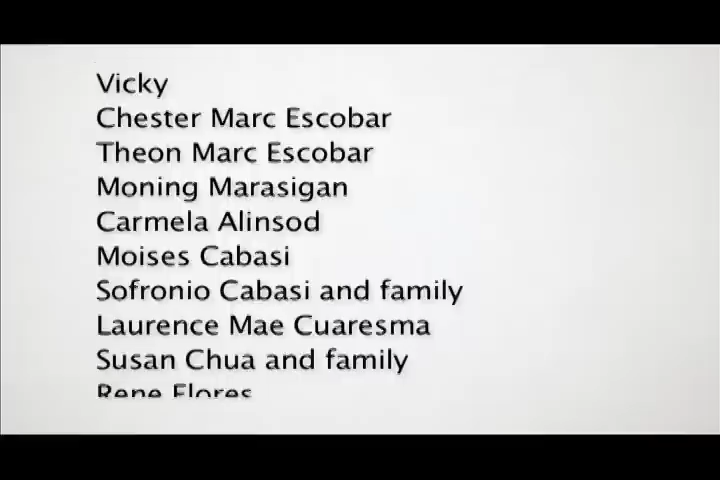 Vicky
Chester Marc Escobar
Theon Marc Escobar
Moning Marasigan
Carmela Alinsod
Moises Cabasi
Sofronio Cabasi and family
Laurence Mae Cuaresma
Susan Chua and family
Rene Flores